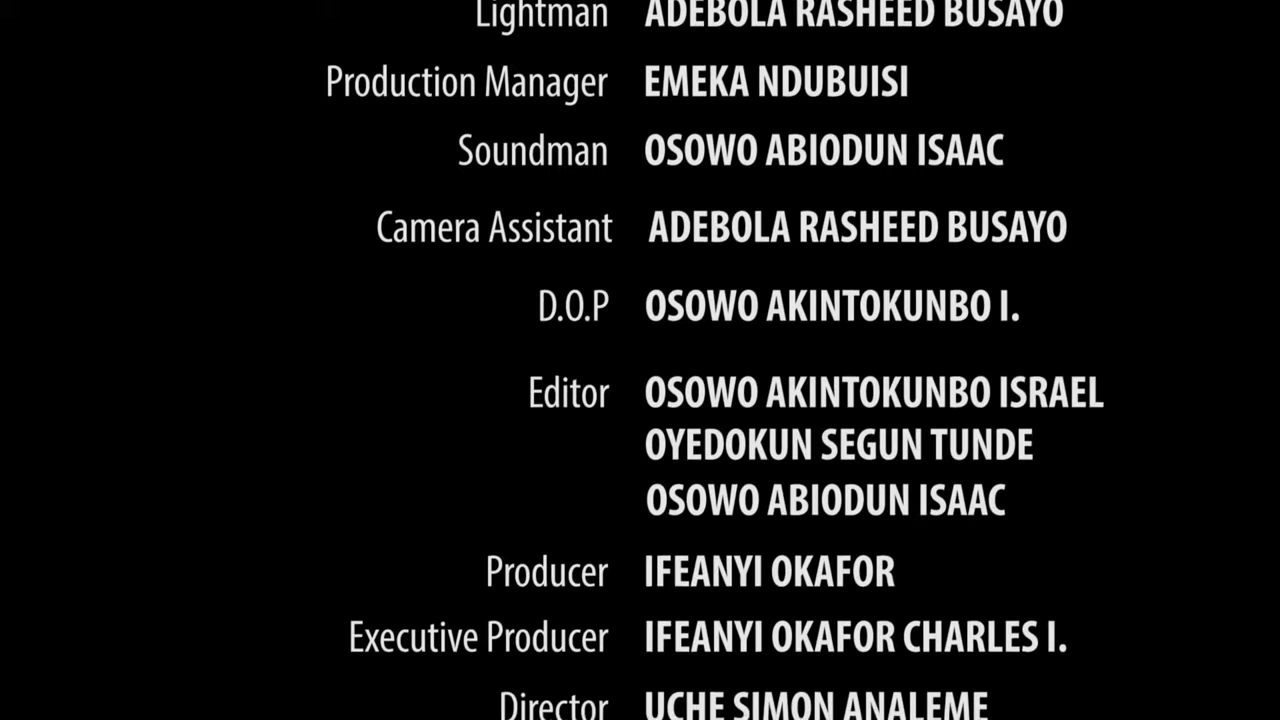 Lightman ADEBOLA RASHEED BUSAYO
Production Manager EMEKA NDUBUISI
Soundman OSOWO ABIODUN ISAAC
Camera Assistant ADEBOLA RASHEED BUSAYO
D.O.P OSOWO AKINTOKUNBO I.
Editor OSOWO AKINTOKUNBO ISRAEL
OYEDOKUN SEGUN TUNDE
OSOWO ABIODUN ISAAC
Producer IFEANYI OKAFOR
Executive Producer IFEANYI OKAFOR CHARLES I.
Director UCHE SIMON ANALEME